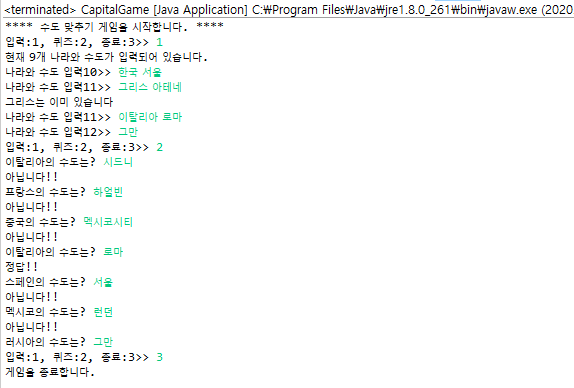 <terminated> CapitalGame [Java Application] C:₩Program Files₩Java₩jre1.8.0_261₩bin₩javaw.exe (2020
**** 수도 맞추기 게임을 시작합니다. ****
입력:1, 퀴즈:2, 종료:3>> 1
현재 9개 나라와 수도가 입력되어 있습니다.
나라와 수도 입력10>> 한국 서울
나라와 수도 입력11>> 그리스 아테네
그리스는 이미 있습니다
나라와 수도 입력11>> 이탈리아 로마
나라와 수도 입력12>> 그만
입력:1, 퀴즈:2, 종료:3>> 2
이탈리아의 수도는? 시드니
아닙니다!!
프랑스의 수도는? 하얼빈
아닙니다!!
중국의 수도는? 멕시코시티
아닙니다!!
이탈리아의 수도는? 로마
정답!!
스페인의 수도는? 서울
아닙니다!!
멕시코의 수도는? 런던
아닙니다!!
러시아의 수도는? 그만
입력:1, 퀴즈:2, 종료:3>> 3
게임을 종료합니다.